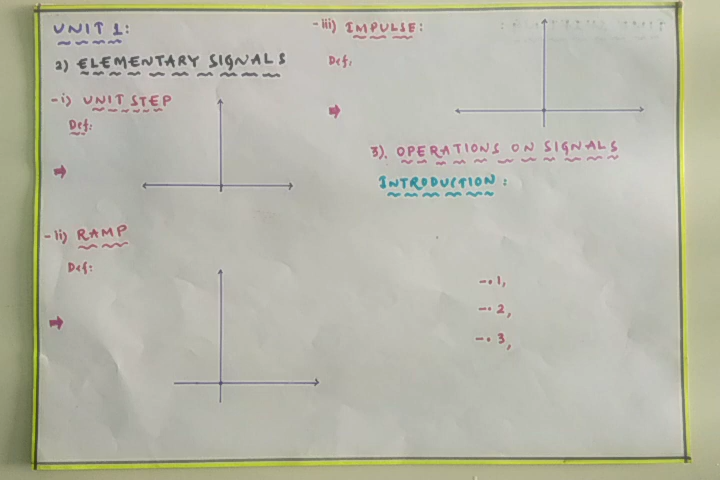 UNIT 1:
2) ELEMENTARY SIGNALS
-i) UNIT STEP
Def:
-ii) RAMP
Def:
-iii) IMPULSE:
Def:
3). OPERATIONS ON SIGNALS
INTRODUCTION:
-• 1,
-• 2,
-• 3,